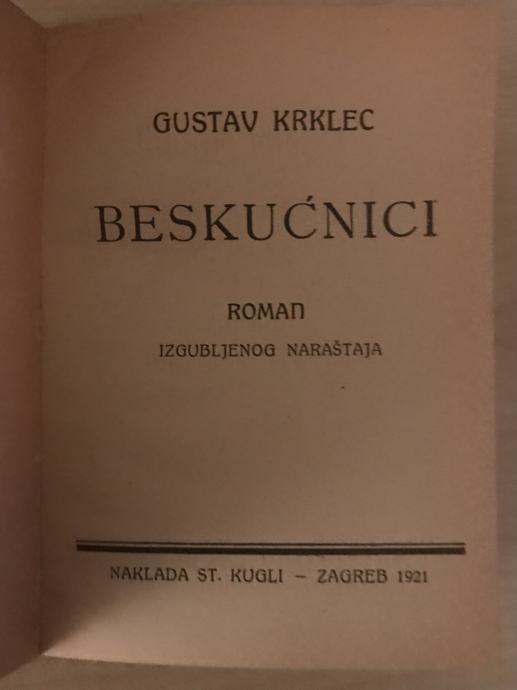 GUSTAV KRKLEC
BESKUĆNICI
ROMAN
IZGUBLJENOG NARAŠTAJA
NAKLADA ST. KUGLI – ZAGREB 1921